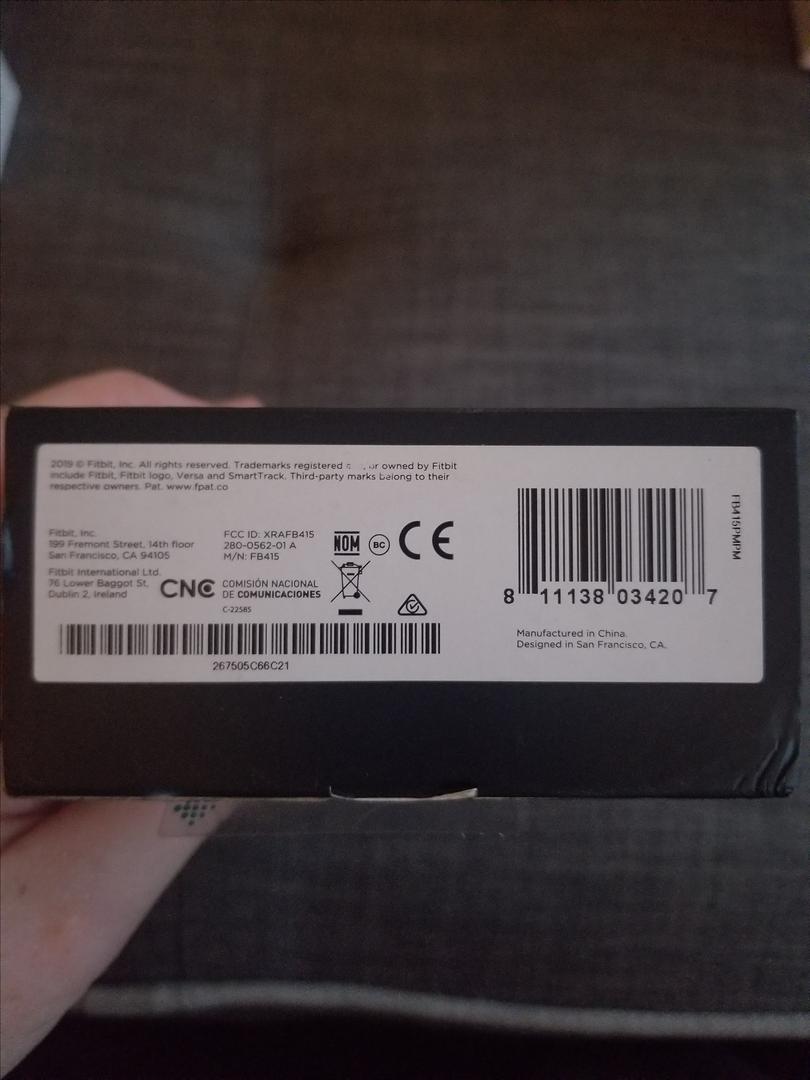 2019 © Fitbit, Inc. All rights reserved. Trademarks registered or owned by Fitbit
include Fitbit, Fitbit logo, Versa and SmartTrack. Third-party marks belong to their
respective owners. Pat. www.fpat.co
Fitbit, Inc.
199 Fremont Street, 14th floor
San Francisco, CA 94105
Fitbit International Ltd.
76 Lower Baggot St,
Dublin 2, Ireland
FCC ID: XRAFB415
280-0562-01 A
M/N: FB415
NOM
BC
CE
CNC
COMISIÓN NACIONAL
DE COMUNICACIONES
C-22585
267505C66C21
8 11138 03420 7
FB415PMPM
Manufactured in China.
Designed in San Francisco, CA.